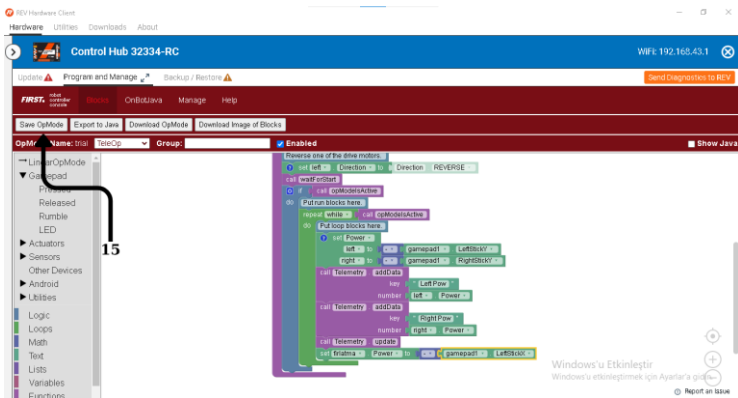 REV Hardware Client
Hardware Utilities Downloads About
Control Hub 32334-RC
WiFi: 192.168.43.1
Update Program and Manage Backup / Restore
Send Diagnostics to REV
FIRST. robot controller console Blocks OnBotJava Manage Help
Save OpMode Export to Java Download OpMode Download Image of Blocks
OpMode Name: trial TeleOp Group: Enabled Show Java
LinearOpMode
Gamepad
Pressed
Released
Rumble
LED
Actuators
Sensors
Other Devices
Android
Utilities
Logic
Loops
Math
Text
Lists
Variables
Functions
15
Reverse one of the drive motors.
set left . Direction to Direction REVERSE
call waitForStart
if call opModeIsActive
do Put run blocks here.
repeat while call opModeIsActive
do Put loop blocks here.
set Power
left to - gamepad1 . LeftStickY
right to - gamepad1 . RightStickY
call Telemetry . addData
key " Left Pow "
number left . Power
call Telemetry . addData
key " Right Pow "
number right . Power
call Telemetry . update
set firlatma . Power to - gamepad1 . LeftStickX
Windows'u Etkinleştir
Windows'u etkinleştirmek için Ayarlar'a gidin
Report an Issue